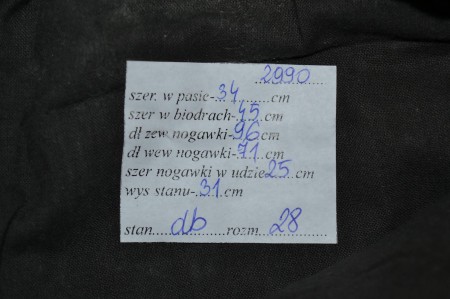 2990
szer. w pasie-34........cm
szer w biodrach-45.cm
dł zew nogawki-96cm
dł wew nogawki-71.cm
szer nogawki w udzie25.cm
wys stanu-.31.cm
stan....db........rozm..28......